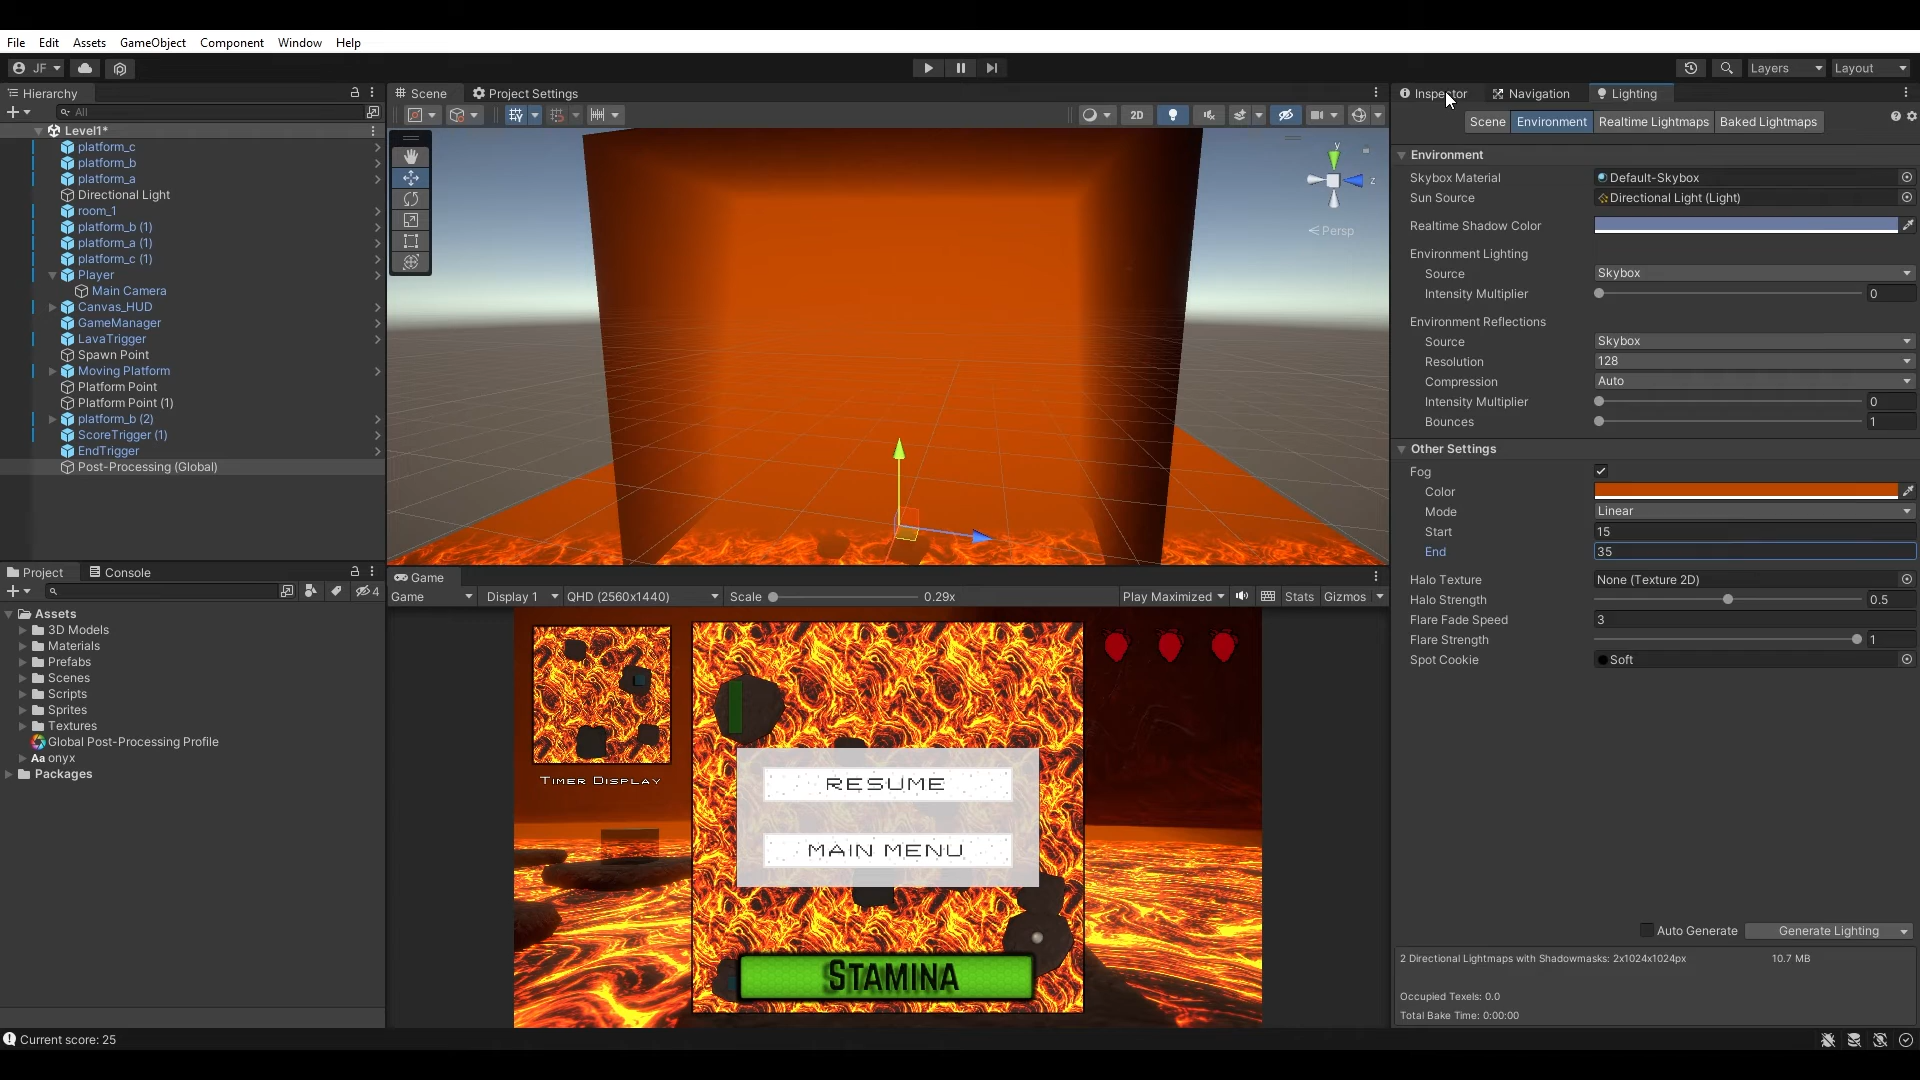 File Edit Assets GameObject Component Window Help
JF
Layers
Layout
Hierarchy
All
Level1*
platform_c
platform_b
platform_a
Directional Light
room_1
platform_b (1)
platform_a (1)
platform_c (1)
Player
Main Camera
Canvas_HUD
GameManager
LavaTrigger
Spawn Point
Moving Platform
Platform Point
Platform Point (1)
platform_b (2)
ScoreTrigger (1)
EndTrigger
Post-Processing (Global)
Scene
Project Settings
2D
y
z
Persp
Project
Console
4
Assets
3D Models
Materials
Prefabs
Scenes
Scripts
Sprites
Textures
Global Post-Processing Profile
Aa onyx
Packages
Game
Game
Display 1
QHD (2560x1440)
Scale
0.29x
Play Maximized
Stats
Gizmos
Timer Display
RESUME
MAIN MENU
STAMINA
Inspector
Navigation
Lighting
Scene
Environment
Realtime Lightmaps
Baked Lightmaps
Environment
Skybox Material
Default-Skybox
Sun Source
Directional Light (Light)
Realtime Shadow Color
Environment Lighting
Source
Skybox
Intensity Multiplier
0
Environment Reflections
Source
Skybox
Resolution
128
Compression
Auto
Intensity Multiplier
0
Bounces
1
Other Settings
Fog
Color
Mode
Linear
Start
15
End
35
Halo Texture
None (Texture 2D)
Halo Strength
0.5
Flare Fade Speed
3
Flare Strength
1
Spot Cookie
Soft
Auto Generate
Generate Lighting
2 Directional Lightmaps with Shadowmasks: 2x1024x1024px
10.7 MB
Occupied Texels: 0.0
Total Bake Time: 0:00:00
Current score: 25